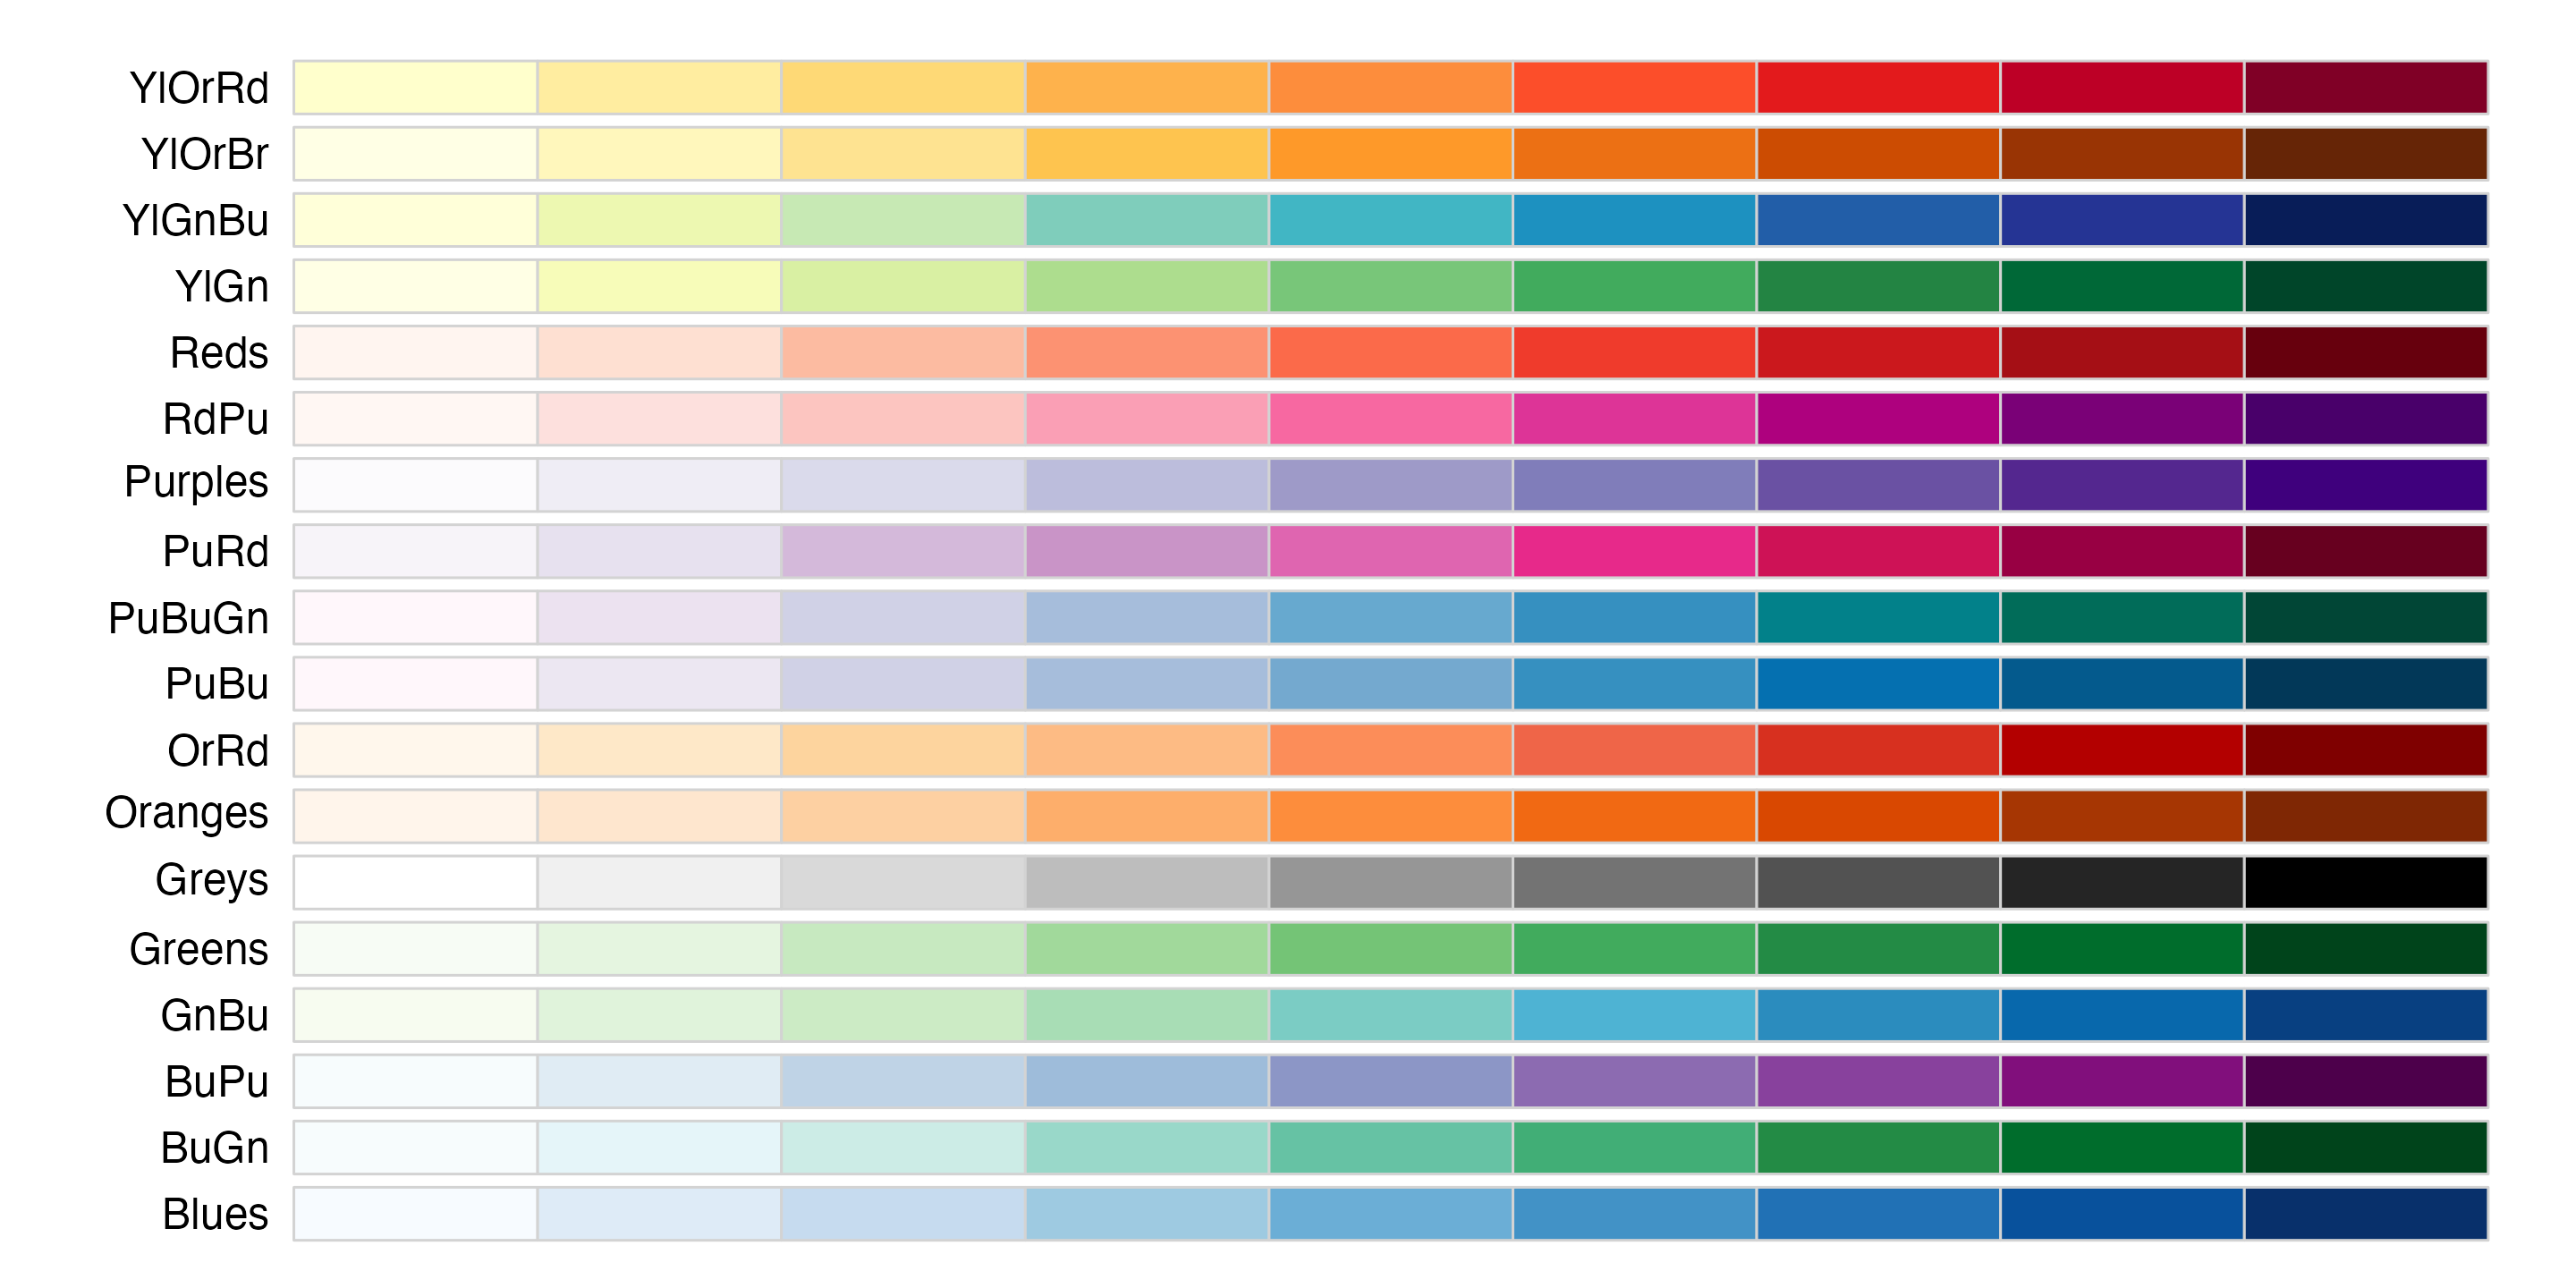 YlOrRd
YlOrBr
YlGnBu
YlGn
Reds
RdPu
Purples
PuRd
PuBuGn
PuBu
OrRd
Oranges
Greys
Greens
GnBu
BuPu
BuGn
Blues